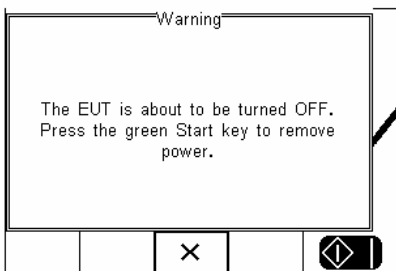 Warning
The EUT is about to be turned OFF.
Press the green Start key to remove
power.